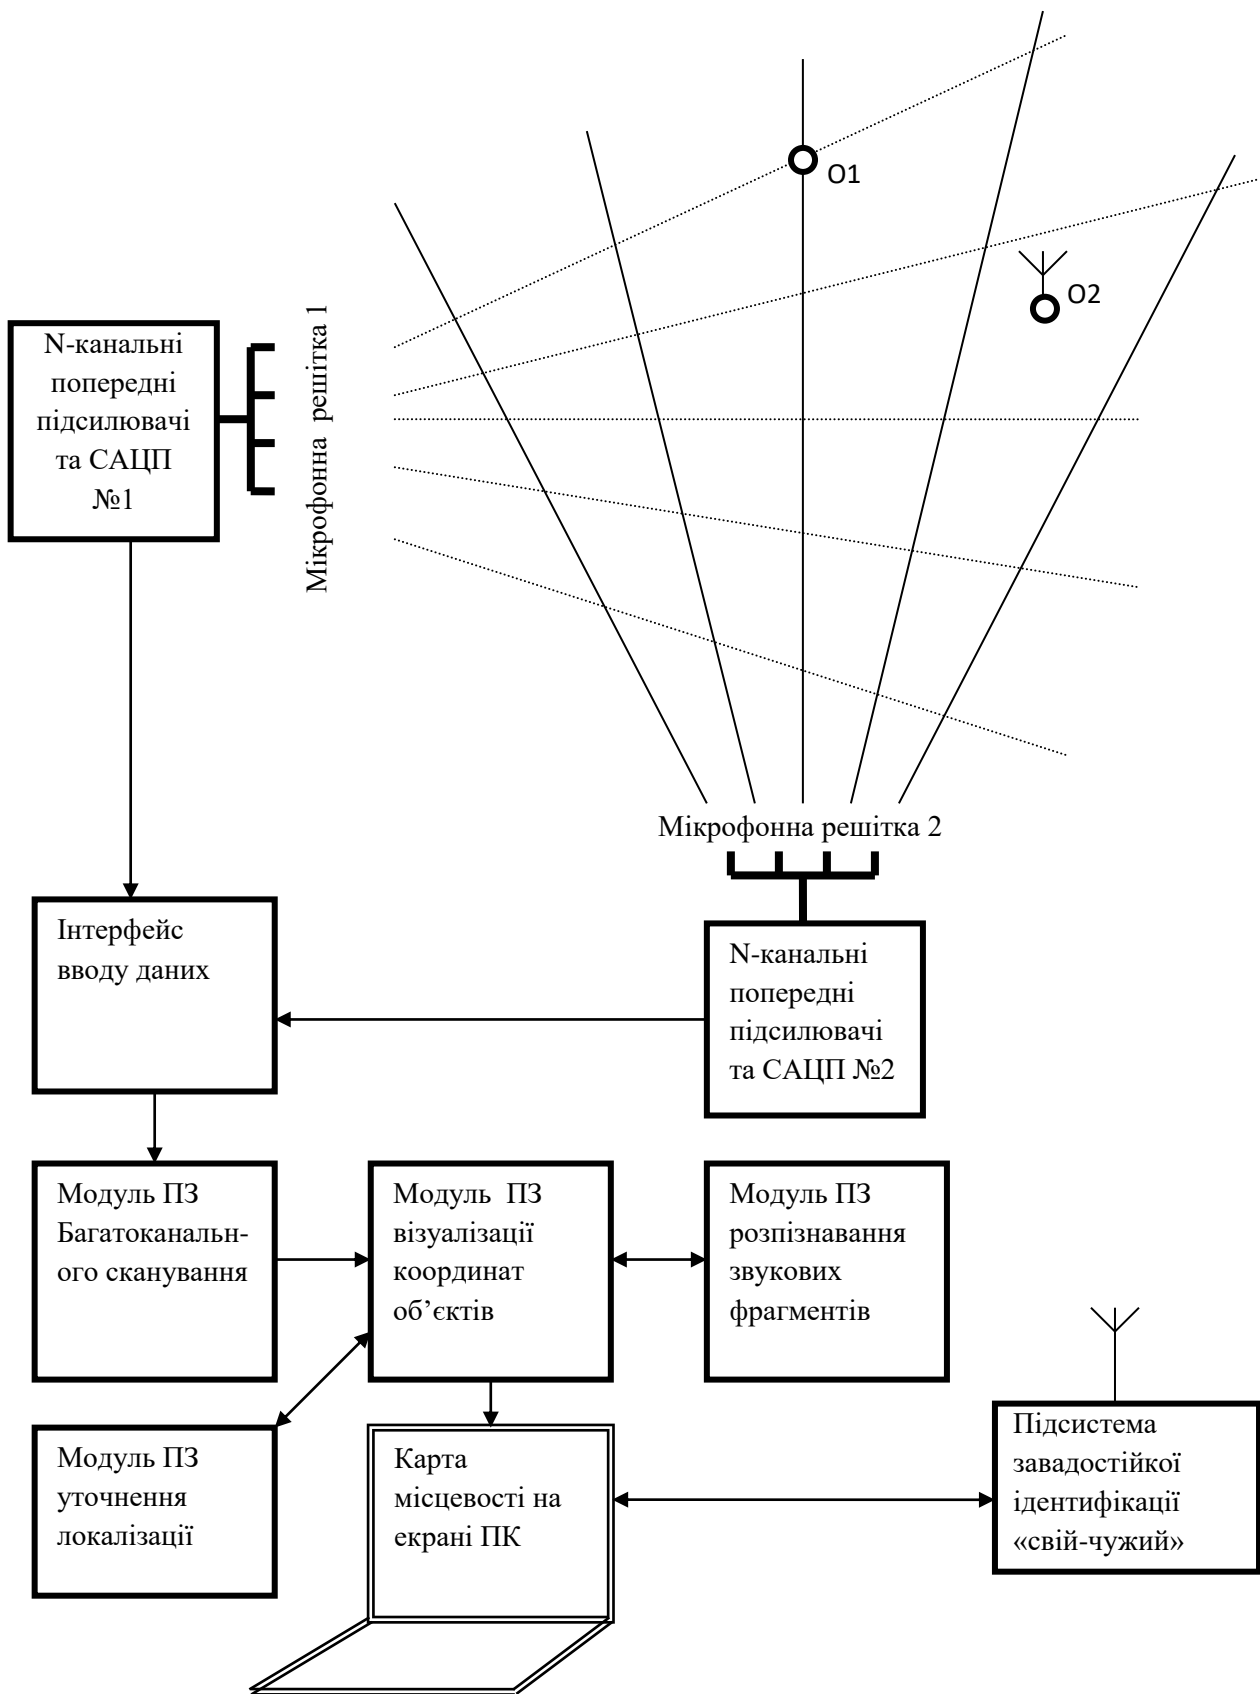 О1
О2
N-канальні
попередні
підсилювачі
та САЦП
№1
Мікрофонна решітка 1
Мікрофонна решітка 2
Інтерфейс
вводу даних
N-канальні
попередні
підсилювачі
та САЦП №2
Модуль ПЗ
Багатоканальн-
ого сканування
Модуль ПЗ
візуалізації
координат
об’єктів
Модуль ПЗ
розпізнавання
звукових
фрагментів
Модуль ПЗ
уточнення
локалізації
Карта
місцевості на
екрані ПК
Підсистема
завадостійкої
ідентифікації
«свій-чужий»